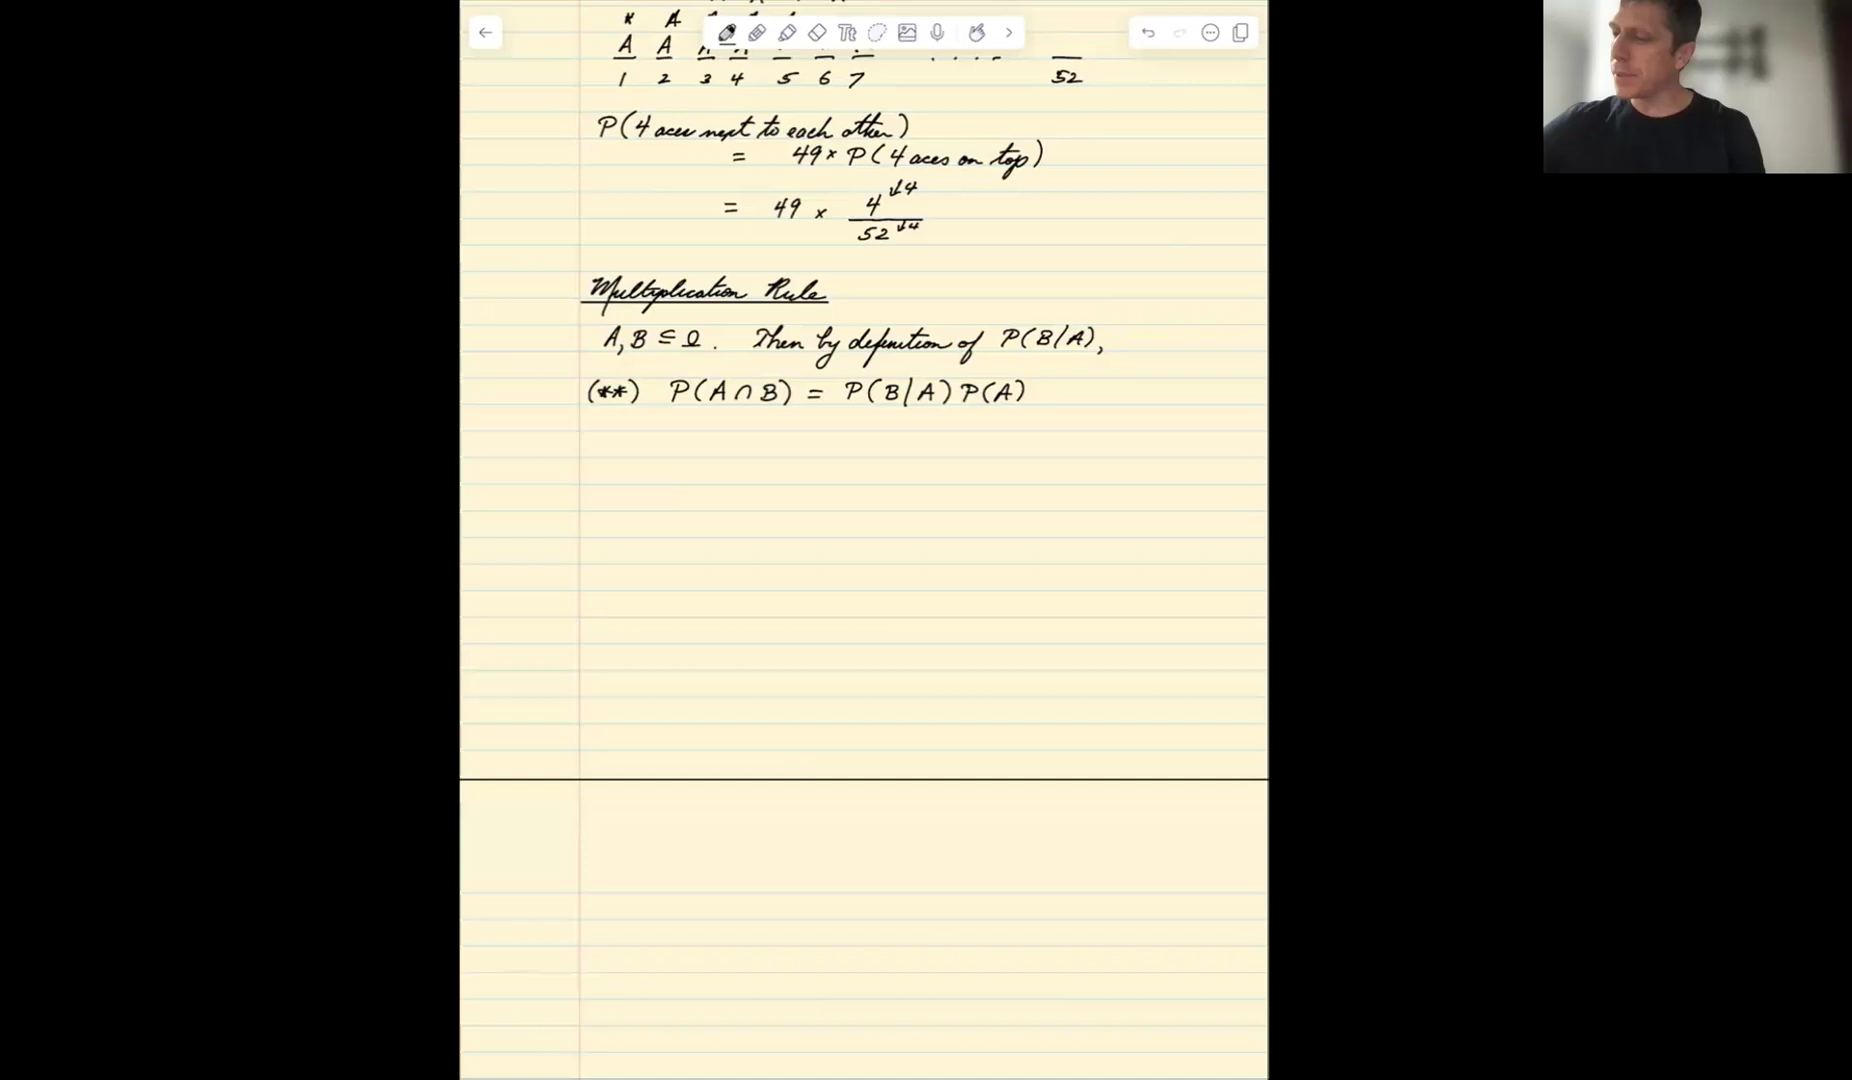 * A
A A A A
1 2 3 4 5 6 7 .... 52
P(4 aces next to each other)
= 49 × P(4 aces on top)
= 49 × 4^↓4 / 52^↓4
Multiplication Rule
A, B ⊆ Ω. Then by definition of P(B|A),
(**) P(A∩B) = P(B|A) P(A)